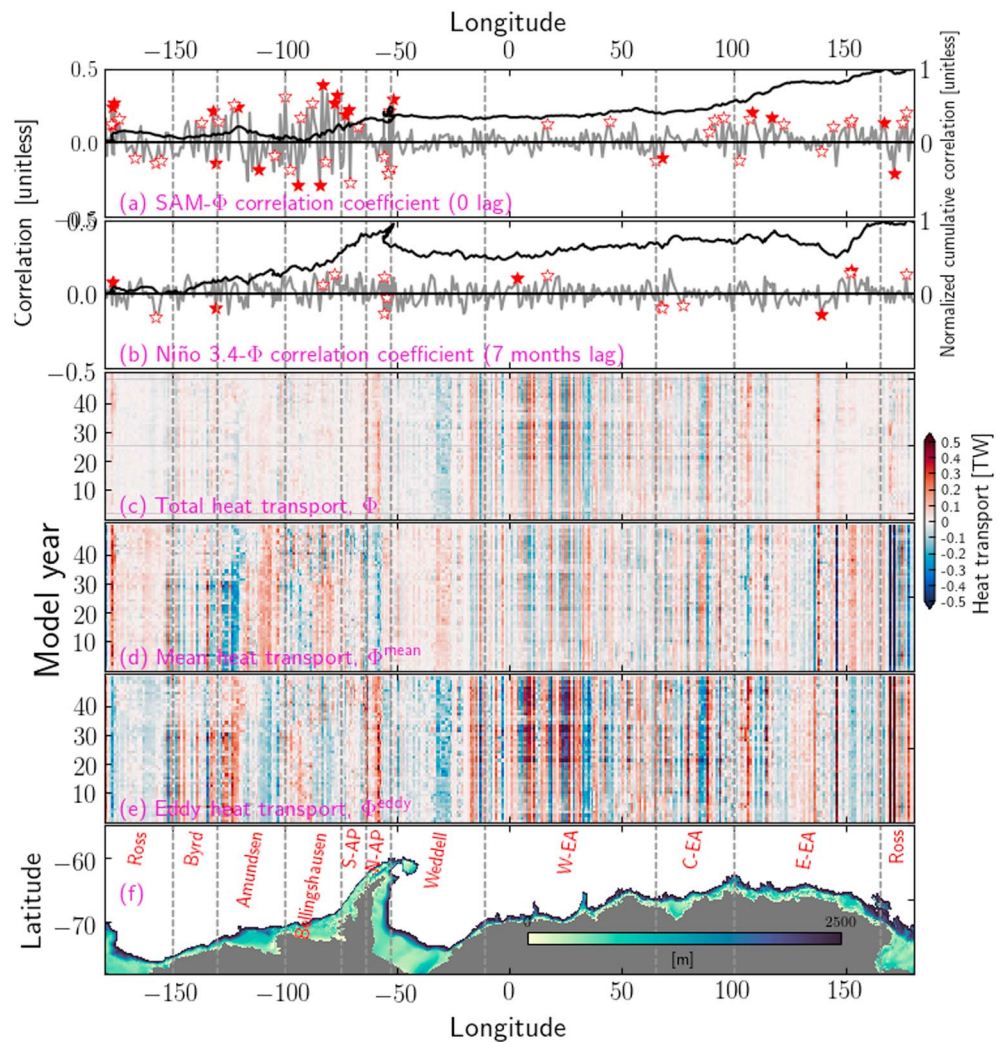 Longitude
−150 −100 −50 0 50 100 150
Correlation [unitless]
0.5
0.0
−0.5
1
0
Normalized cumulative correlation [unitless]
(a) SAM-Φ correlation coefficient (0 lag)
0.5
0.0
−0.5
1
0
(b) Niño 3.4-Φ correlation coefficient (7 months lag)
Model year
40
30
20
10
(c) Total heat transport, Φ
40
30
20
10
(d) Mean heat transport, Φ^mean
40
30
20
10
(e) Eddy heat transport, Φ^eddy
0.5
0.4
0.3
0.2
0.1
0
-0.1
-0.2
-0.3
-0.4
-0.5
Heat transport [TW]
Latitude
−60
−70
Ross
Byrd
Amundsen
Bellingshausen
S-AP
N-AP
Weddell
W-EA
C-EA
E-EA
Ross
(f)
0 2500
[m]
−150 −100 −50 0 50 100 150
Longitude